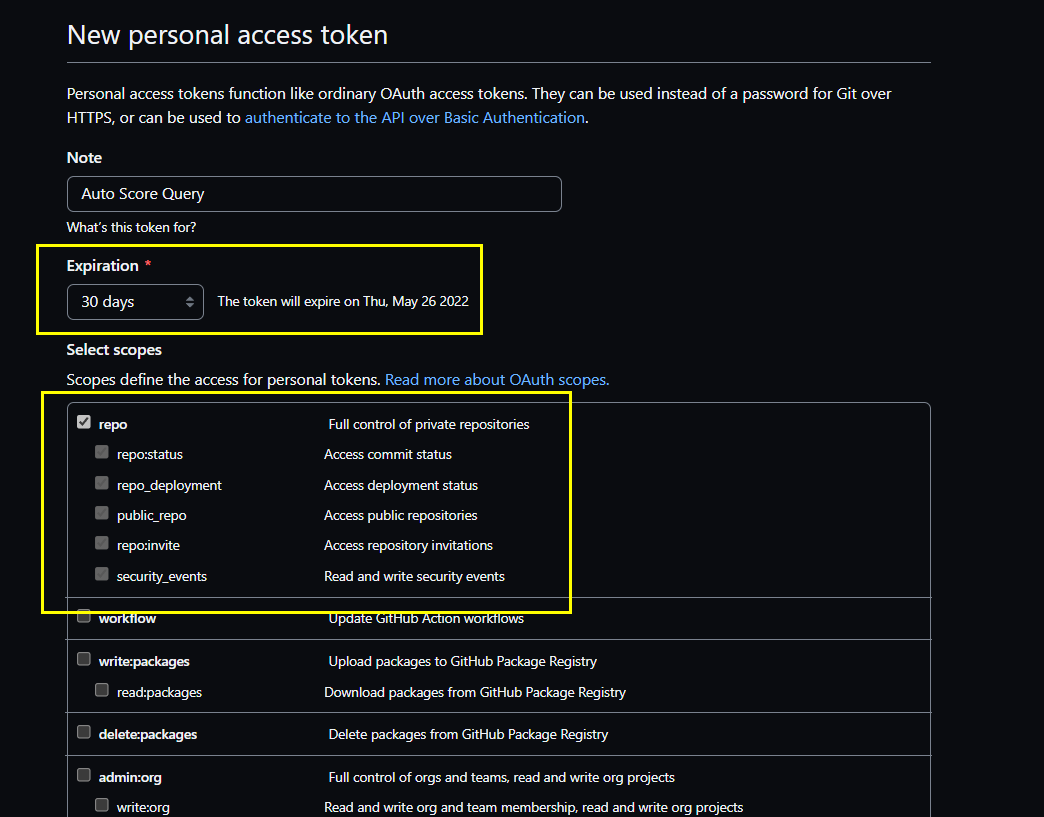 New personal access token
Personal access tokens function like ordinary OAuth access tokens. They can be used instead of a password for Git over
HTTPS, or can be used to authenticate to the API over Basic Authentication.
Note
Auto Score Query
What's this token for?
Expiration *
30 days The token will expire on Thu, May 26 2022
Select scopes
Scopes define the access for personal tokens. Read more about OAuth scopes.
repo Full control of private repositories
repo:status Access commit status
repo_deployment Access deployment status
public_repo Access public repositories
repo:invite Access repository invitations
security_events Read and write security events
workflow Update GitHub Action workflows
write:packages Upload packages to GitHub Package Registry
read:packages Download packages from GitHub Package Registry
delete:packages Delete packages from GitHub Package Registry
admin:org Full control of orgs and teams, read and write org projects
write:org Read and write org and team membership, read and write org projects